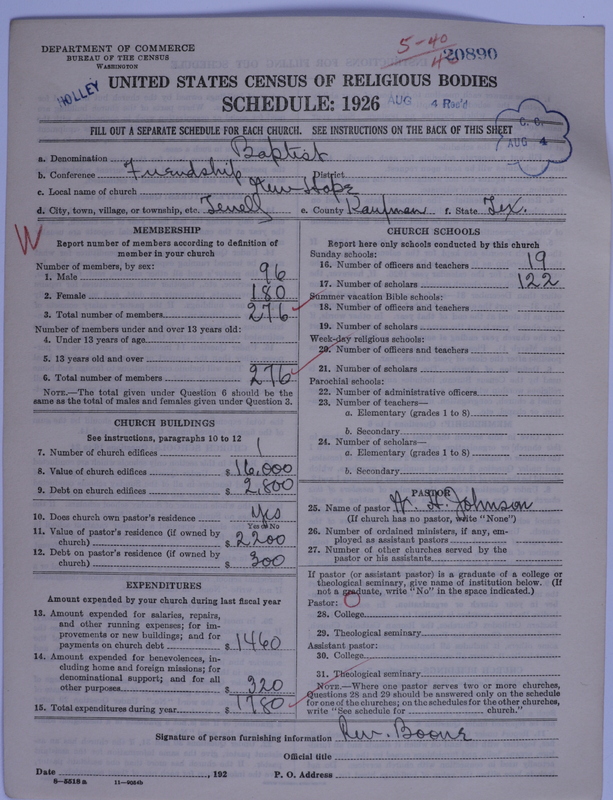 DEPARTMENT OF COMMERCE
BUREAU OF THE CENSUS
WASHINGTON
5-40
20890
HOLLEY
UNITED STATES CENSUS OF RELIGIOUS BODIES
SCHEDULE: 1926
AUG 4 Rec'd
C. C.
AUG 4
FILL OUT A SEPARATE SCHEDULE FOR EACH CHURCH. SEE INSTRUCTIONS ON THE BACK OF THIS SHEET
a. Denomination Baptist
b. Conference Friendship District
c. Local name of church New Hope
d. City, town, village, or township, etc. Terrell e. County Kaufman f. State Tex.
W
MEMBERSHIP
Report number of members according to definition of
member in your church
Number of members, by sex:
1. Male 96
2. Female 180
3. Total number of members 276
Number of members under and over 13 years old:
4. Under 13 years of age
5. 13 years old and over
6. Total number of members 276
NOTE.—The total given under Question 6 should be the
same as the total of males and females given under Question 3.
CHURCH BUILDINGS
See instructions, paragraphs 10 to 12
7. Number of church edifices 1
8. Value of church edifices $ 16,000
9. Debt on church edifices $ 2,800
10. Does church own pastor's residence Yes
Yes or No
11. Value of pastor's residence (if owned by
church) $ 2200
12. Debt on pastor's residence (if owned by
church) $ 300
EXPENDITURES
Amount expended by your church during last fiscal year
13. Amount expended for salaries, repairs,
and other running expenses; for im-
provements or new buildings; and for
payments on church debt $ 1460
14. Amount expended for benevolences, in-
cluding home and foreign missions; for
denominational support; and for all
other purposes $ 320
15. Total expenditures during year $ 1780
CHURCH SCHOOLS
Report here only schools conducted by this church
Sunday schools:
16. Number of officers and teachers 19
17. Number of scholars 122
Summer vacation Bible schools:
18. Number of officers and teachers
19. Number of scholars
Week-day religious schools:
20. Number of officers and teachers
21. Number of scholars
Parochial schools:
22. Number of administrative officers
23. Number of teachers—
a. Elementary (grades 1 to 8)
b. Secondary
24. Number of scholars—
a. Elementary (grades 1 to 8)
b. Secondary
PASTOR
25. Name of pastor H. Johnson
(If church has no pastor, write "None")
26. Number of ordained ministers, if any, em-
ployed as assistant pastors
27. Number of other churches served by the
pastor or his assistants
If pastor (or assistant pastor) is a graduate of a college or
theological seminary, give name of institution below. (If
not a graduate, write "No" in the space indicated.)
Pastor: O
28. College
29. Theological seminary
Assistant pastor:
30. College
31. Theological seminary
NOTE.—Where one pastor serves two or more churches,
Questions 28 and 29 should be answered only on the schedule
for one of the churches; on the schedules for the other churches,
write "See schedule for church."
Signature of person furnishing information Rev. Boone
Official title
Date , 192 P. O. Address
8-5518 a 11-9034b